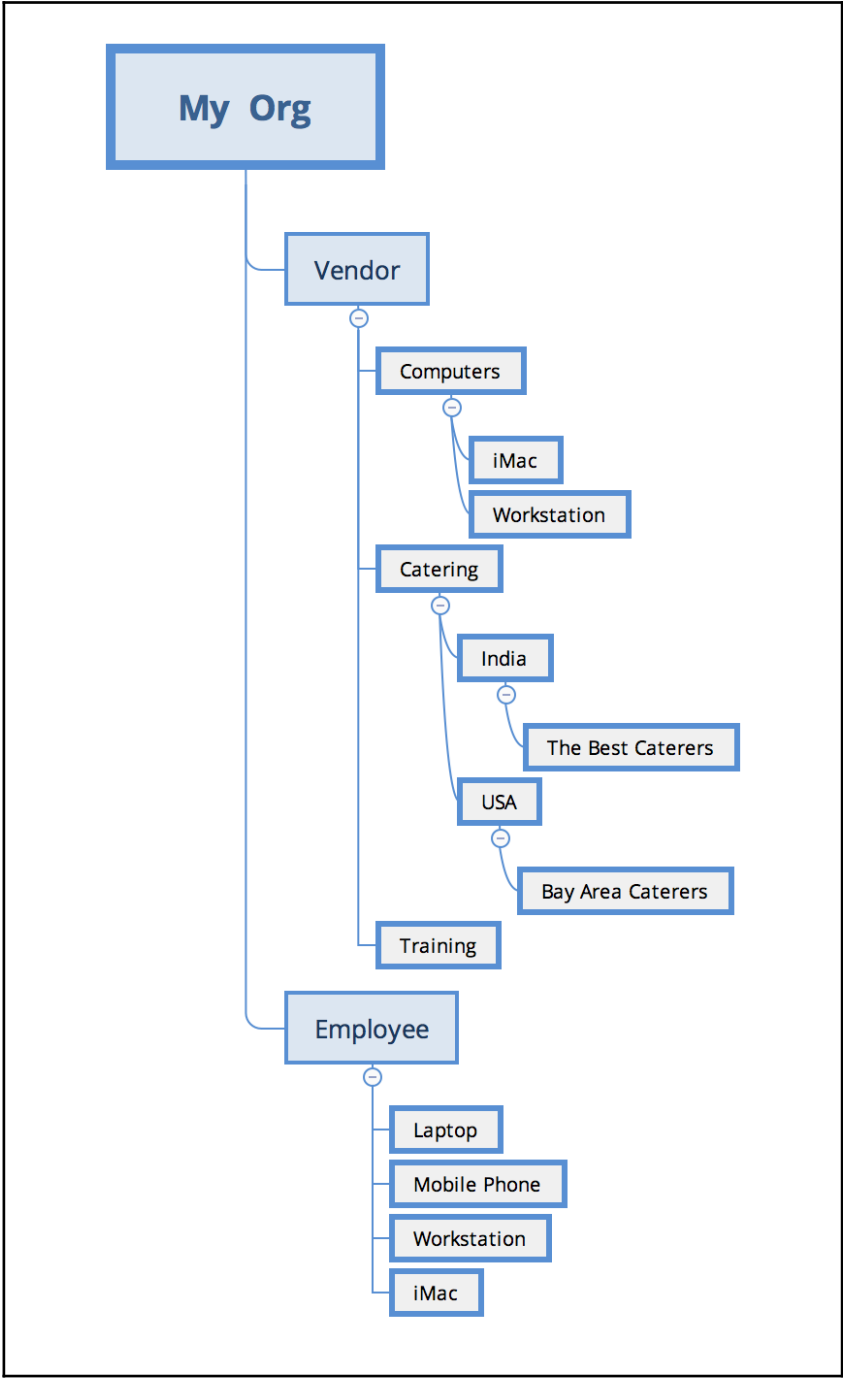 My Org
Vendor
Computers
iMac
Workstation
Catering
India
The Best Caterers
USA
Bay Area Caterers
Training
Employee
Laptop
Mobile Phone
Workstation
iMac